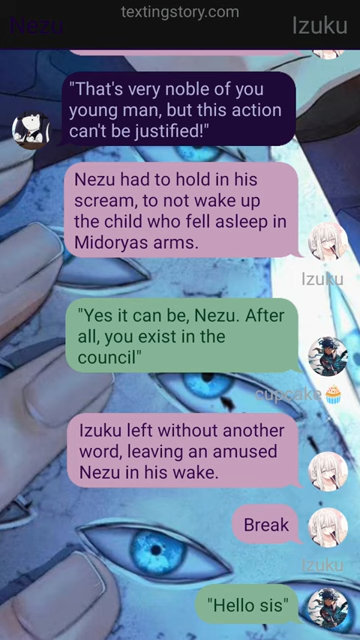 textingstory.com
Nezu
Izuku
"That's very noble of you
young man, but this action
can't be justified!"
Nezu had to hold in his
scream, to not wake up
the child who fell asleep in
Midoryas arms.
Izuku
"Yes it can be, Nezu. After
all, you exist in the
council"
cupcake🧁
Izuku left without another
word, leaving an amused
Nezu in his wake.
Break
Izuku
"Hello sis"